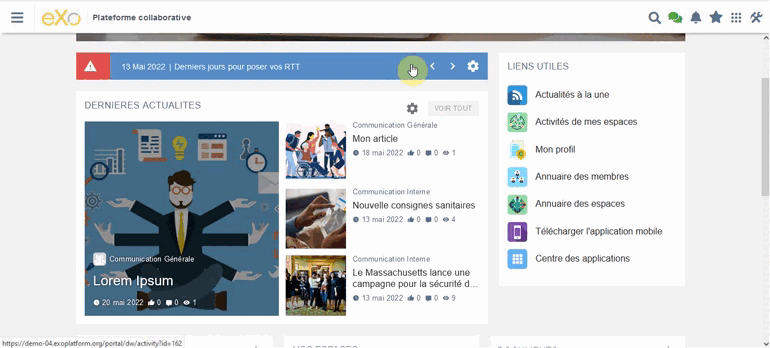 eXo Plateforme collaborative
13 Mai 2022 | Derniers jours pour poser vos RTT
DERNIERES ACTUALITES
VOIR TOUT
Communication Générale
Lorem Ipsum
20 mai 2022 0 0 1
Communication Générale
Mon article
18 mai 2022 0 0 1
Communication Interne
Nouvelle consignes sanitaires
13 mai 2022 0 0 4
Communication Interne
Le Massachusetts lance une
campagne pour la sécurité d...
13 mai 2022 0 0 9
LIENS UTILES
Actualités à la une
Activités de mes espaces
Mon profil
Annuaire des membres
Annuaire des espaces
Télécharger l'application mobile
Centre des applications
https://demo-04.exoplatform.org/portal/dw/activity?id=162